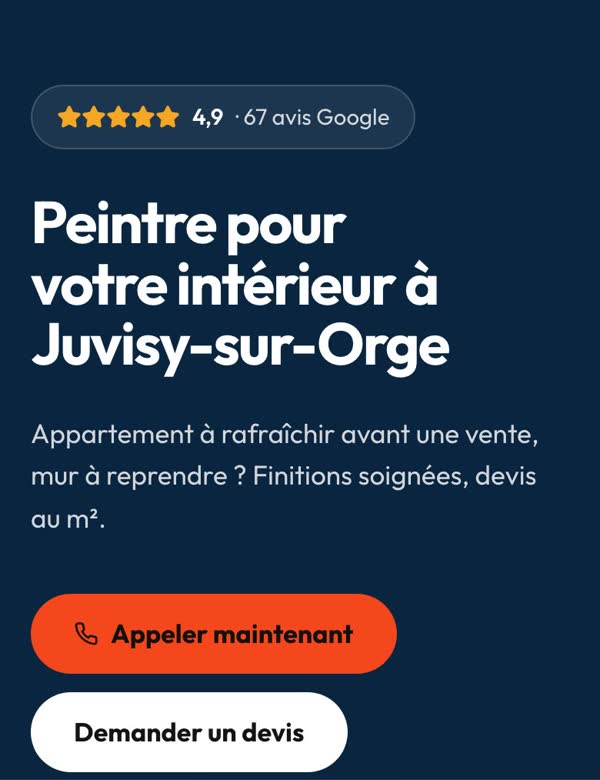 4,9 · 67 avis Google
Peintre pour
votre intérieur à
Juvisy-sur-Orge
Appartement à rafraîchir avant une vente,
mur à reprendre ? Finitions soignées, devis
au m².
Appeler maintenant
Demander un devis